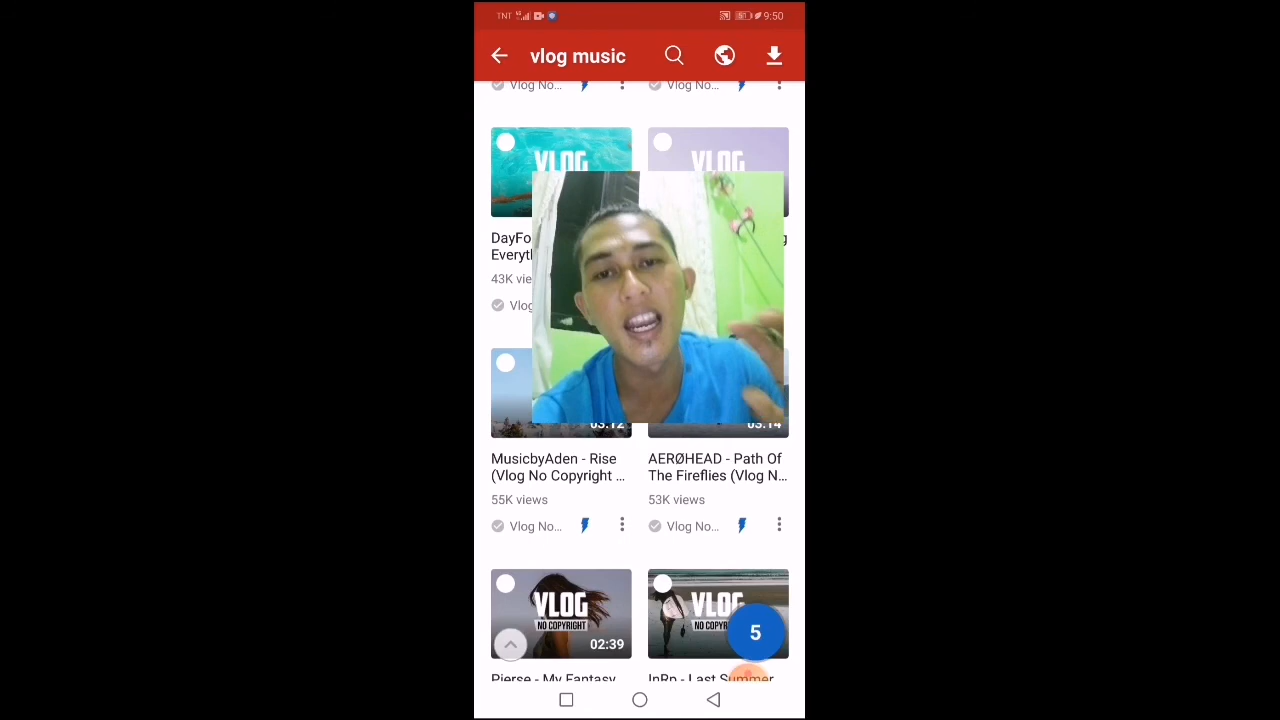 TNT 9:50
vlog music
Vlog No... Vlog No...
VLOG VLOG
DayFo
Everyt
43K vie
Vlog
g
03:12 03:14
MusicbyAden - Rise
(Vlog No Copyright ...
AERØHEAD - Path Of
The Fireflies (Vlog N...
55K views 53K views
Vlog No... Vlog No...
VLOG
NO COPYRIGHT
02:39
VLOG
NO COPYR
5
Pierse - My Fantasy
InRp - Last Summer